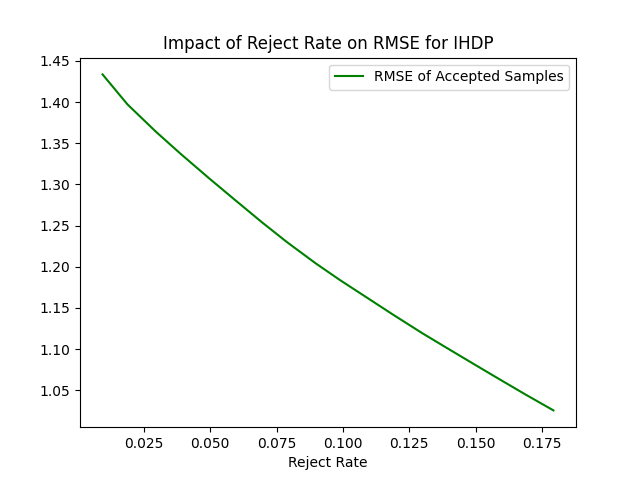 Impact of Reject Rate on RMSE for IHDP
RMSE of Accepted Samples
1.45
1.40
1.35
1.30
1.25
1.20
1.15
1.10
1.05
0.025 0.050 0.075 0.100 0.125 0.150 0.175
Reject Rate